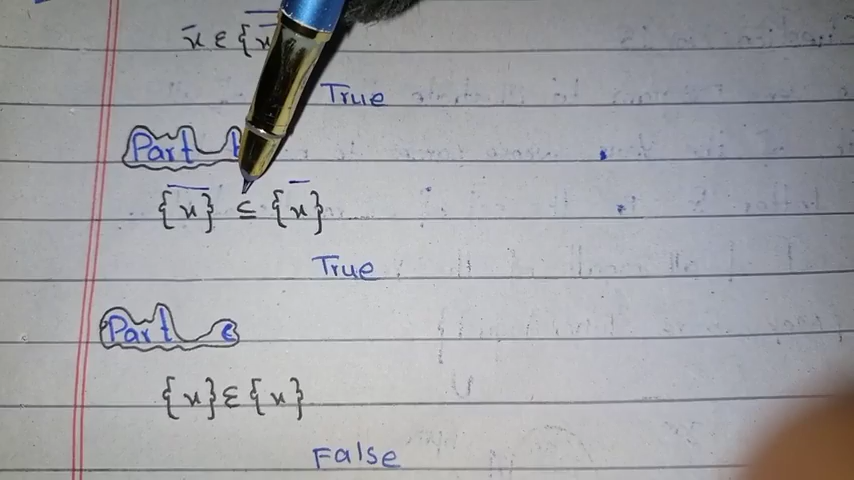 x ∈ {x
True
Part b
{x} ⊆ {x}
True
Part c
{x} ∈ {x}
False